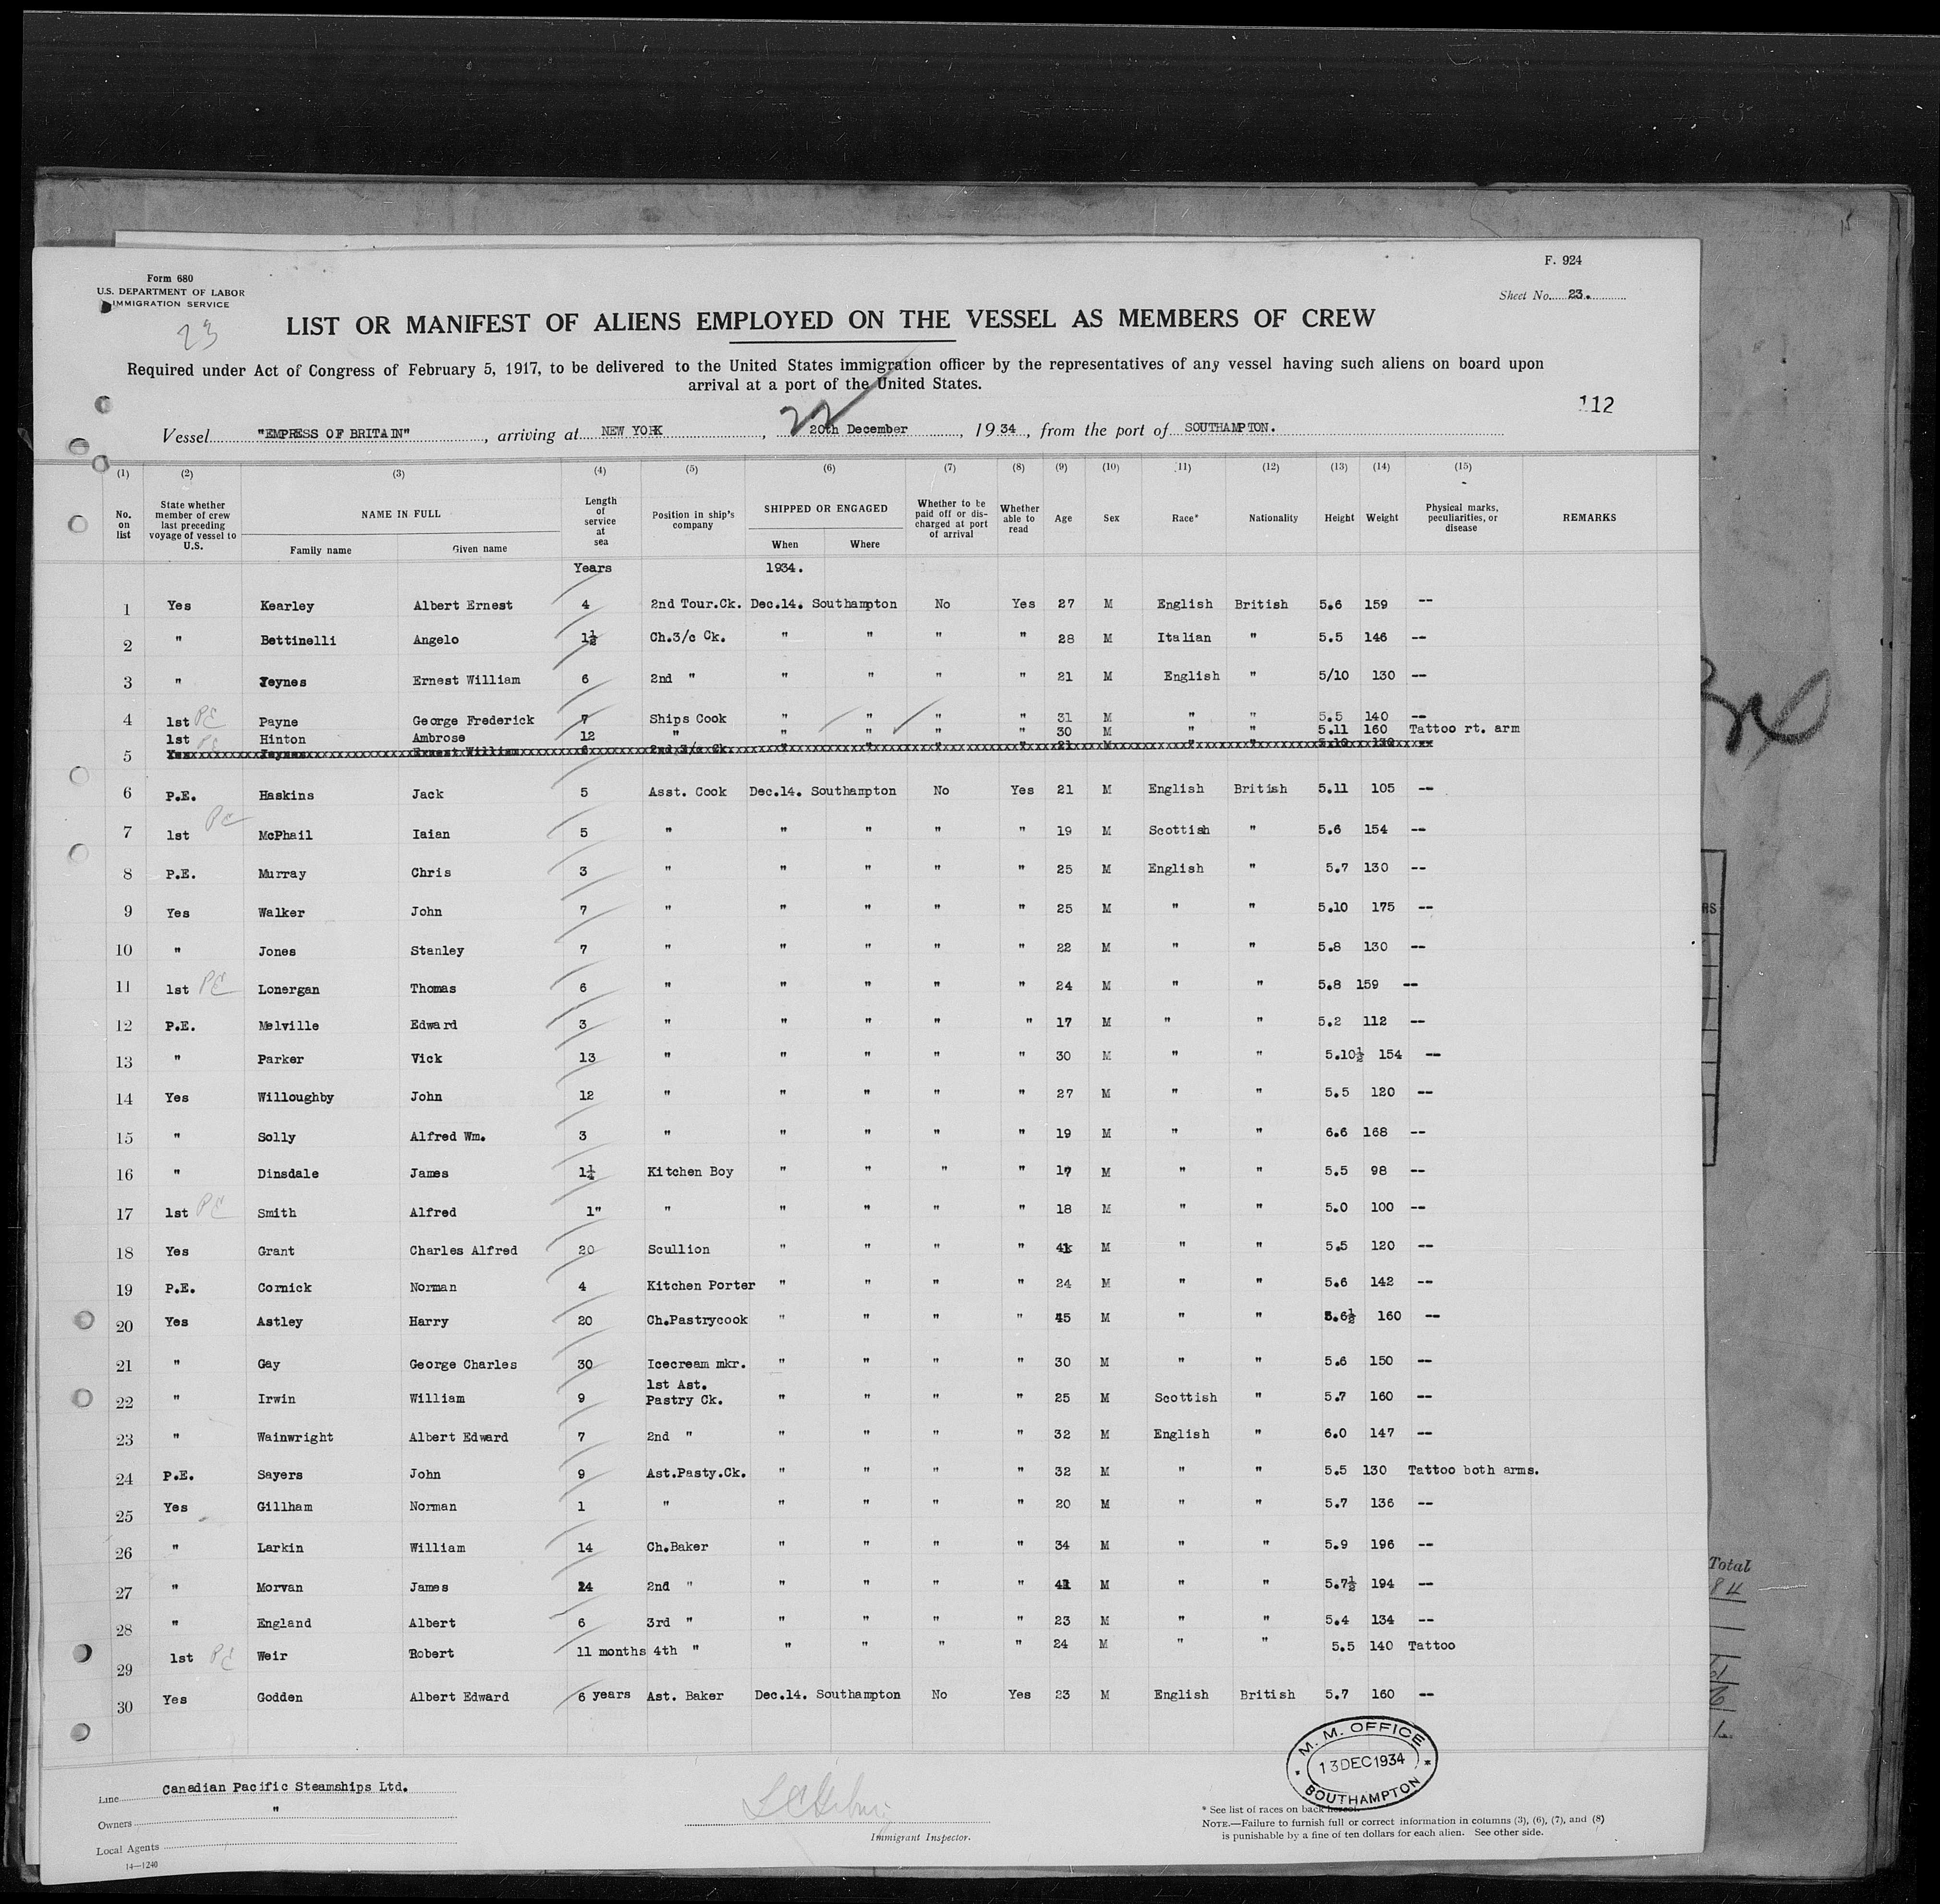 F. 924
Form 680
U.S. DEPARTMENT OF LABOR
IMMIGRATION SERVICE
Sheet No. 23.
23
LIST OR MANIFEST OF ALIENS EMPLOYED ON THE VESSEL AS MEMBERS OF CREW
Required under Act of Congress of February 5, 1917, to be delivered to the United States immigration officer by the representatives of any vessel having such aliens on board upon
arrival at a port of the United States.
112
22
Vessel "EMPRESS OF BRITAIN", arriving at NEW YORK, 20th December, 1934, from the port of SOUTHAMPTON.
(1) (2) (3) (4) (5) (6) (7) (8) (9) (10) (11) (12) (13) (14) (15)
No. on list State whether member of crew last preceding voyage of vessel to U.S. NAME IN FULL Family name Given name Length of service at sea Position in ship's company SHIPPED OR ENGAGED When Where Whether to be paid off or discharged at port of arrival Whether able to read Age Sex Race* Nationality Height Weight Physical marks, peculiarities, or disease REMARKS
Years 1934.
1 Yes Kearley Albert Ernest 4 2nd Tour.Ck. Dec.14. Southampton No Yes 27 M English British 5.6 159 --
2 " Bettinelli Angelo 1½ Ch.3/c Ck. " " " " 28 M Italian " 5.5 146 --
3 " Jeynes Ernest William 6 2nd " " " " " 21 M English " 5/10 130 --
4 1st PE Payne George Frederick 7 Ships Cook " " " " 31 M " " 5.5 140 --
1st PE Hinton Ambrose 12 " " " " " 30 M " " 5.11 160 Tattoo rt. arm
5 Yes Jeynes Ernest William 6 2nd 3/c Ck. " " " " 21 M " " 5.10 130 --
6 P.E. Haskins Jack 5 Asst. Cook Dec.14. Southampton No Yes 21 M English British 5.11 105 --
7 1st PE McPhail Iaian 5 " " " " " 19 M Scottish " 5.6 154 --
8 P.E. Murray Chris 3 " " " " " 25 M English " 5.7 130 --
9 Yes Walker John 7 " " " " " 25 M " " 5.10 175 --
10 " Jones Stanley 7 " " " " " 22 M " " 5.8 130 --
11 1st PE Lonergan Thomas 6 " " " " " 24 M " " 5.8 159 --
12 P.E. Melville Edward 3 " " " " " 17 M " " 5.2 112 --
13 " Parker Vick 13 " " " " " 30 M " " 5.10½ 154 --
14 Yes Willoughby John 12 " " " " " 27 M " " 5.5 120 --
15 " Solly Alfred Wm. 3 " " " " " 19 M " " 6.6 168 --
16 " Dinsdale James 1¼ Kitchen Boy " " " " 17 M " " 5.5 98 --
17 1st PE Smith Alfred 1" " " " " " 18 M " " 5.0 100 --
18 Yes Grant Charles Alfred 20 Scullion " " " " 41 M " " 5.5 120 --
19 P.E. Cornick Norman 4 Kitchen Porter " " " " 24 M " " 5.6 142 --
20 Yes Astley Harry 20 Ch.Pastrycook " " " " 45 M " " 5.6½ 160 --
21 " Gay George Charles 30 Icecream mkr. " " " " 30 M " " 5.6 150 --
22 " Irwin William 9 1st Ast. Pastry Ck. " " " " 25 M Scottish " 5.7 160 --
23 " Wainwright Albert Edward 7 2nd " " " " " 32 M English " 6.0 147 --
24 P.E. Sayers John 9 Ast.Pasty.Ck. " " " " 32 M " " 5.5 130 Tattoo both arms.
25 Yes Gillham Norman 1 " " " " " 20 M " " 5.7 136 --
26 " Larkin William 14 Ch.Baker " " " " 34 M " " 5.9 196 --
27 " Morvan James 24 2nd " " " " " 41 M " " 5.7½ 194 --
28 " England Albert 6 3rd " " " " " 23 M " " 5.4 134 --
29 1st PE Weir Robert 11 months 4th " " " " " 24 M " " 5.5 140 Tattoo
30 Yes Godden Albert Edward 6 years Ast. Baker Dec.14. Southampton No Yes 23 M English British 5.7 160 --
Total
84
M. M. OFFICE
13 DEC 1934
SOUTHAMPTON
Line Canadian Pacific Steamships Ltd.
Owners "
Local Agents
14—1240
Immigrant Inspector.
* See list of races on back hereof.
NOTE.—Failure to furnish full or correct information in columns (3), (6), (7), and (8)
is punishable by a fine of ten dollars for each alien. See other side.